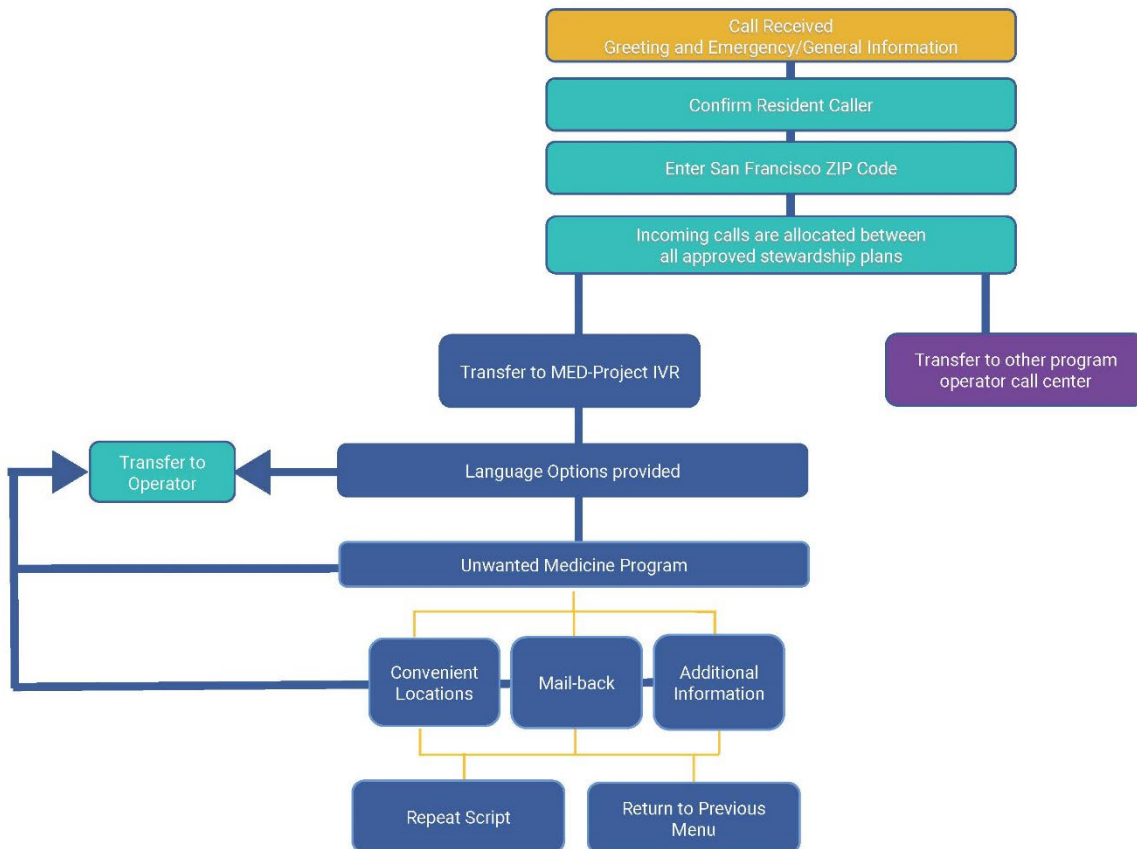 Call Received
Greeting and Emergency/General Information
Confirm Resident Caller
Enter San Francisco ZIP Code
Incoming calls are allocated between
all approved stewardship plans
Transfer to MED-Project IVR
Transfer to other program
operator call center
Transfer to
Operator
Language Options provided
Unwanted Medicine Program
Convenient
Locations
Mail-back
Additional
Information
Repeat Script
Return to Previous
Menu